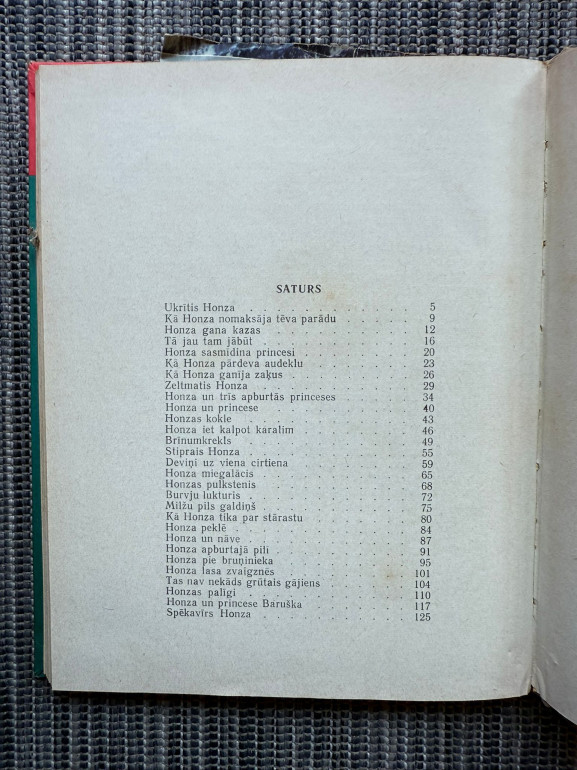 SATURS
Ukritis Honza . . . . . . . . . . . . 5
Kā Honza nomaksāja tēva parādu . . . . . 9
Honza gana kazas . . . . . . . . . . . 12
Tā jau tam jābūt . . . . . . . . . . . 16
Honza sasmīdina princesi . . . . . . . . 20
Kā Honza pārdeva audeklu . . . . . . . 23
Kā Honza ganīja zaķus . . . . . . . . . 26
Zeltmatis Honza . . . . . . . . . . . 29
Honza un trīs apburtās princeses . . . . . 34
Honza un princese . . . . . . . . . . 40
Honzas kokle . . . . . . . . . . . . 43
Honza iet kalpot karalim . . . . . . . . 46
Brīnumkrekls . . . . . . . . . . . . 49
Stiprais Honza . . . . . . . . . . . . 55
Deviņi uz viena cirtiena . . . . . . . . 59
Honza miegalācis . . . . . . . . . . . 65
Honzas pulkstenis . . . . . . . . . . 68
Burvju lukturis . . . . . . . . . . . 72
Milžu pils galdiņš . . . . . . . . . . 75
Kā Honza tika par stārastu . . . . . . . 80
Honza peklē . . . . . . . . . . . . 84
Honza un nāve . . . . . . . . . . . 87
Honza apburtajā pilī . . . . . . . . . 91
Honza pie bruņinieka . . . . . . . . . 95
Honza lasa zvaigznēs . . . . . . . . . 101
Tas nav nekāds grūtais gājiens . . . . . . 104
Honzas palīgi . . . . . . . . . . . . 110
Honza un princese Baruška . . . . . . . 117
Spēkavīrs Honza . . . . . . . . . . . 125